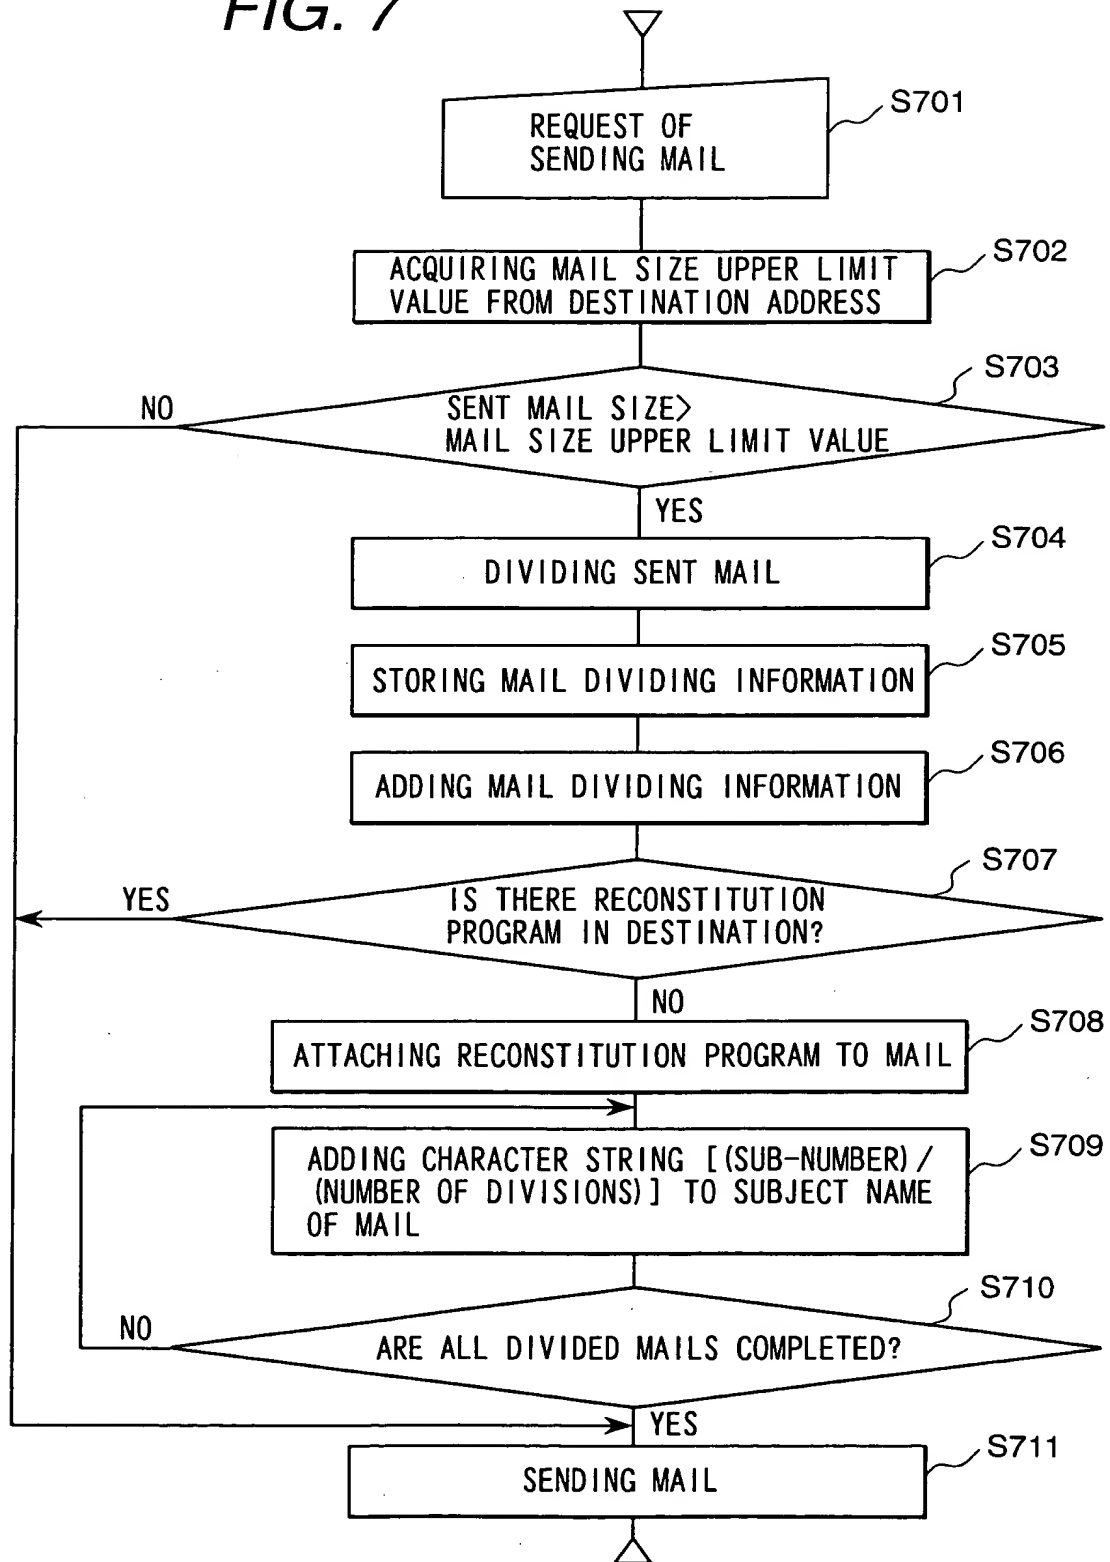 FIG. 7
S701
REQUEST OF
SENDING MAIL
S702
ACQUIRING MAIL SIZE UPPER LIMIT
VALUE FROM DESTINATION ADDRESS
S703
NO
SENT MAIL SIZE>
MAIL SIZE UPPER LIMIT VALUE
YES
S704
DIVIDING SENT MAIL
S705
STORING MAIL DIVIDING INFORMATION
S706
ADDING MAIL DIVIDING INFORMATION
S707
YES
IS THERE RECONSTITUTION
PROGRAM IN DESTINATION?
NO
S708
ATTACHING RECONSTITUTION PROGRAM TO MAIL
S709
ADDING CHARACTER STRING [(SUB-NUMBER)/
(NUMBER OF DIVISIONS)] TO SUBJECT NAME
OF MAIL
S710
NO
ARE ALL DIVIDED MAILS COMPLETED?
YES
S711
SENDING MAIL